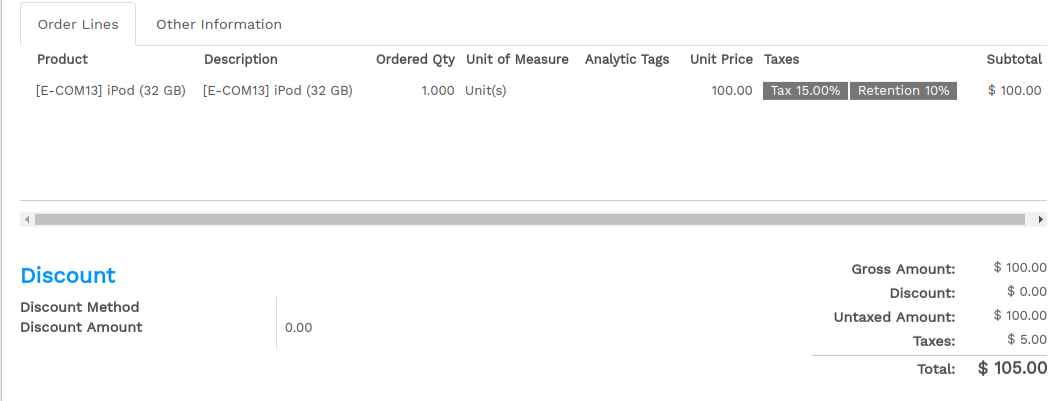 Order Lines Other Information
Product Description Ordered Qty Unit of Measure Analytic Tags Unit Price Taxes Subtotal
[E-COM13] iPod (32 GB) [E-COM13] iPod (32 GB) 1.000 Unit(s) 100.00 Tax 15.00% Retention 10% $ 100.00
Discount
Discount Method
Discount Amount 0.00
Gross Amount: $ 100.00
Discount: $ 0.00
Untaxed Amount: $ 100.00
Taxes: $ 5.00
Total: $ 105.00